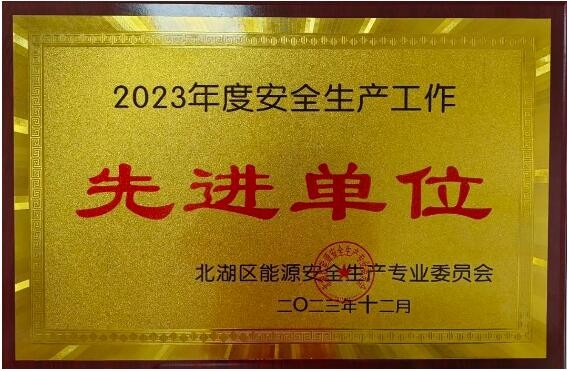 2023年度安全生产工作
先进单位
北湖区能源安全生产专业委员会
二〇二三年十二月